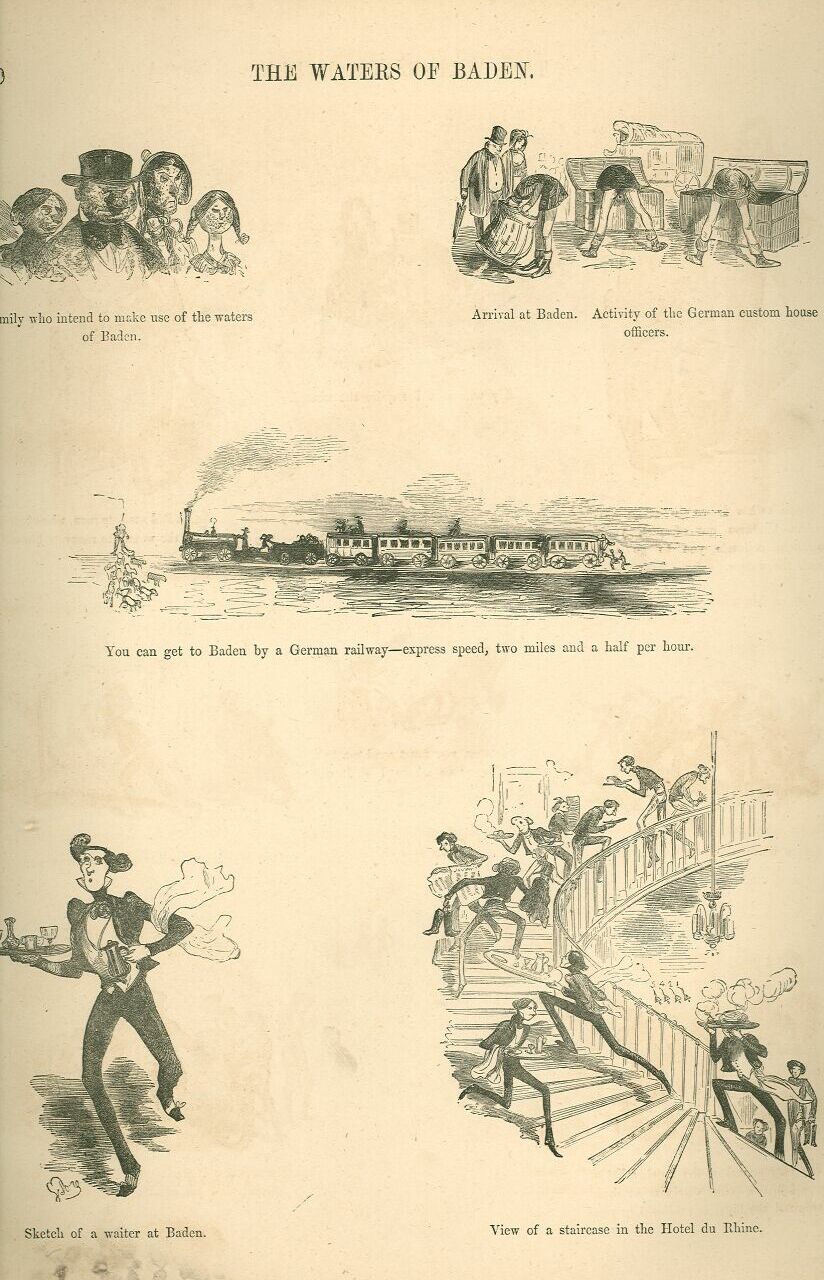 THE WATERS OF BADEN.
mily who intend to make use of the waters
of Baden.
Arrival at Baden. Activity of the German custom house
officers.
You can get to Baden by a German railway—express speed, two miles and a half per hour.
Sketch of a waiter at Baden.
View of a staircase in the Hotel du Rhine.